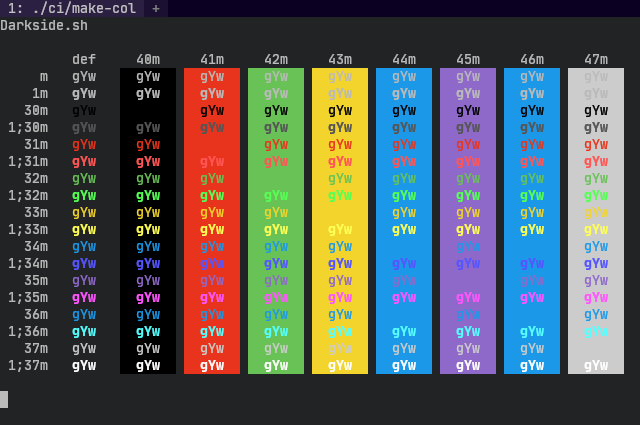 1: ./ci/make-col +
Darkside.sh
def 40m 41m 42m 43m 44m 45m 46m 47m
m gYw gYw gYw gYw gYw gYw gYw gYw gYw
1m gYw gYw gYw gYw gYw gYw gYw gYw gYw
30m gYw gYw gYw gYw gYw gYw gYw gYw
1;30m gYw gYw gYw gYw gYw gYw gYw gYw gYw
31m gYw gYw gYw gYw gYw gYw gYw gYw
1;31m gYw gYw gYw gYw gYw gYw gYw gYw gYw
32m gYw gYw gYw gYw gYw gYw gYw gYw
1;32m gYw gYw gYw gYw gYw gYw gYw gYw gYw
33m gYw gYw gYw gYw gYw gYw gYw gYw
1;33m gYw gYw gYw gYw gYw gYw gYw gYw gYw
34m gYw gYw gYw gYw gYw gYw gYw
1;34m gYw gYw gYw gYw gYw gYw gYw gYw gYw
35m gYw gYw gYw gYw gYw gYw gYw gYw
1;35m gYw gYw gYw gYw gYw gYw gYw gYw gYw
36m gYw gYw gYw gYw gYw gYw gYw
1;36m gYw gYw gYw gYw gYw gYw gYw gYw gYw
37m gYw gYw gYw gYw gYw gYw gYw gYw
1;37m gYw gYw gYw gYw gYw gYw gYw gYw gYw